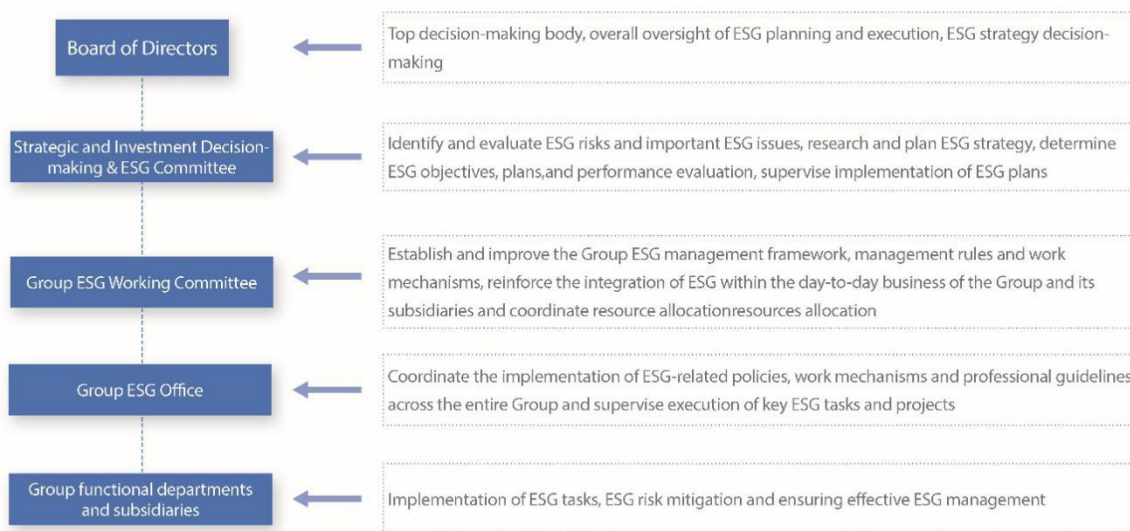 Board of Directors
Top decision-making body, overall oversight of ESG planning and execution, ESG strategy decision-
making
Strategic and Investment Decision-
making & ESG Committee
Identify and evaluate ESG risks and important ESG issues, research and plan ESG strategy, determine
ESG objectives, plans,and performance evaluation, supervise implementation of ESG plans
Group ESG Working Committee
Establish and improve the Group ESG management framework, management rules and work
mechanisms, reinforce the integration of ESG within the day-to-day business of the Group and its
subsidiaries and coordinate resource allocationresources allocation
Group ESG Office
Coordinate the implementation of ESG-related policies, work mechanisms and professional guidelines
across the entire Group and supervise execution of key ESG tasks and projects
Group functional departments
and subsidiaries
Implementation of ESG tasks, ESG risk mitigation and ensuring effective ESG management